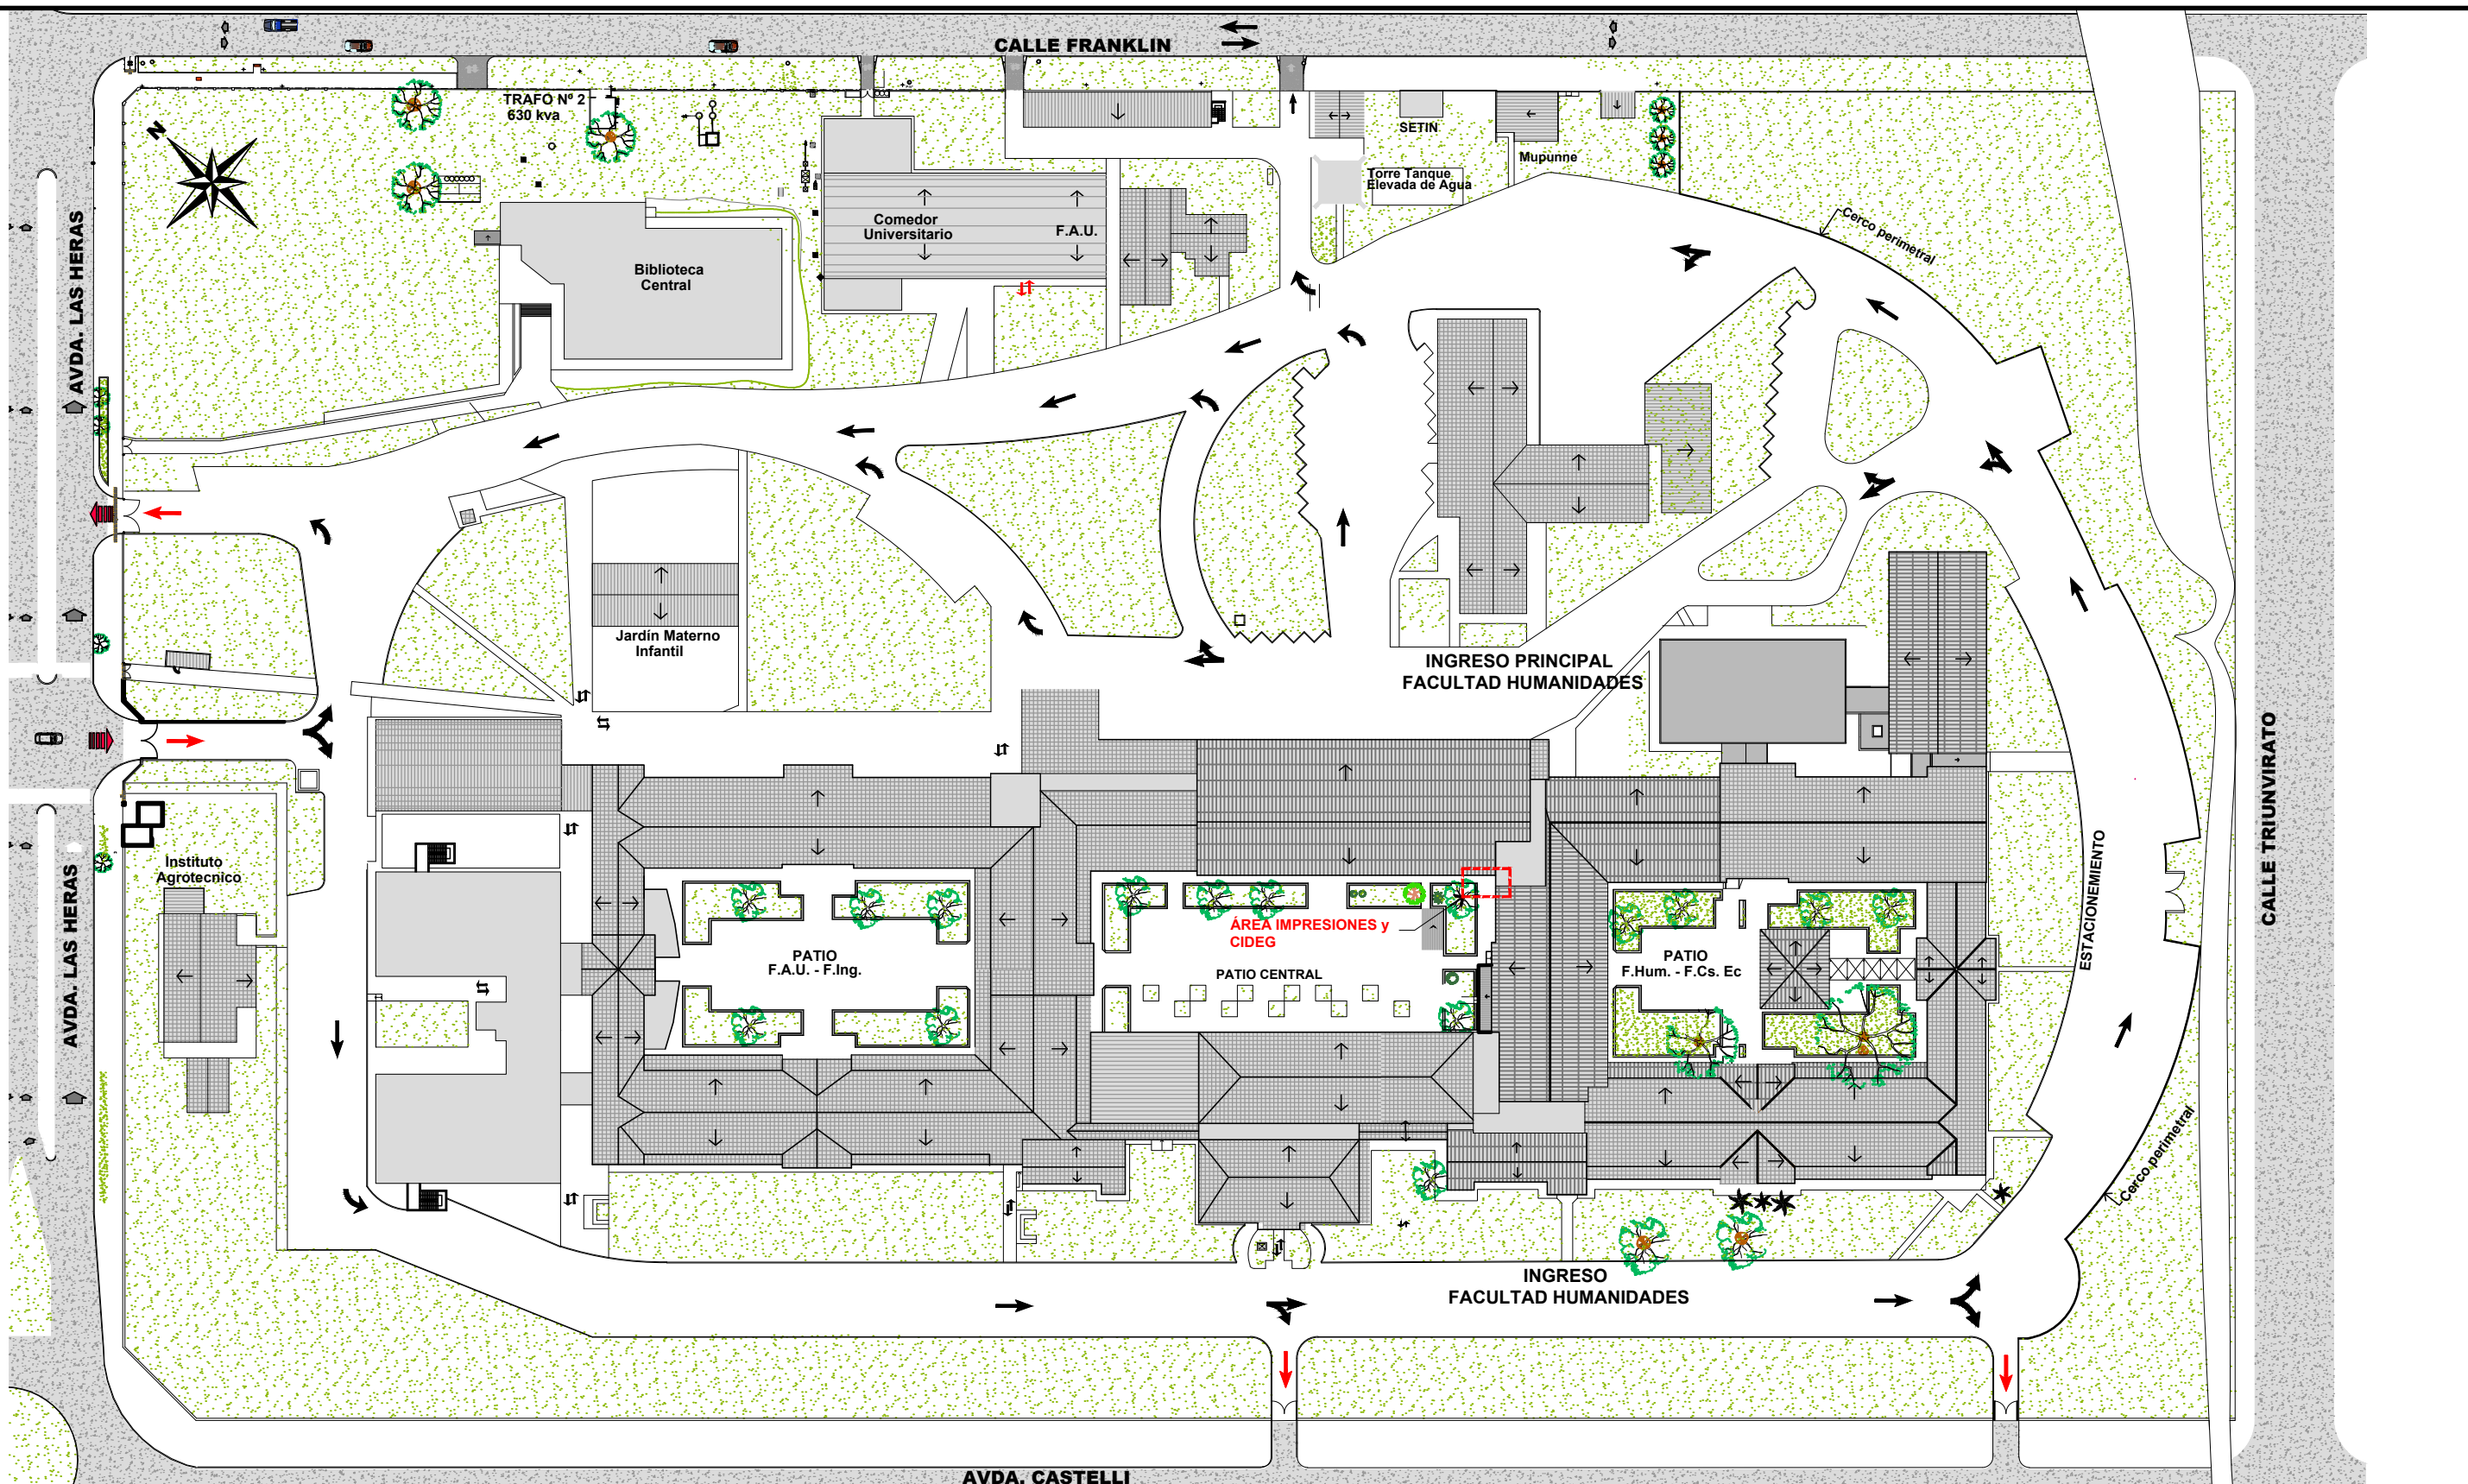 CALLE FRANKLIN
TRAFO Nº 2
630 kva
N
SETIN
Mupunne
Torre Tanque
Elevada de Agua
Cerco perimetral
Comedor
Universitario
F.A.U.
Biblioteca
Central
AVDA. LAS HERAS
Jardín Materno
Infantil
INGRESO PRINCIPAL
FACULTAD HUMANIDADES
CALLE TRIUNVIRATO
ESTACIONEMIENTO
Instituto
Agrotecnico
AVDA. LAS HERAS
ÁREA IMPRESIONES y
CIDEG
PATIO
F.A.U. - F.Ing.
PATIO CENTRAL
PATIO
F.Hum. - F.Cs. Ec
Cerco perimetral
INGRESO
FACULTAD HUMANIDADES
AVDA. CASTELLI